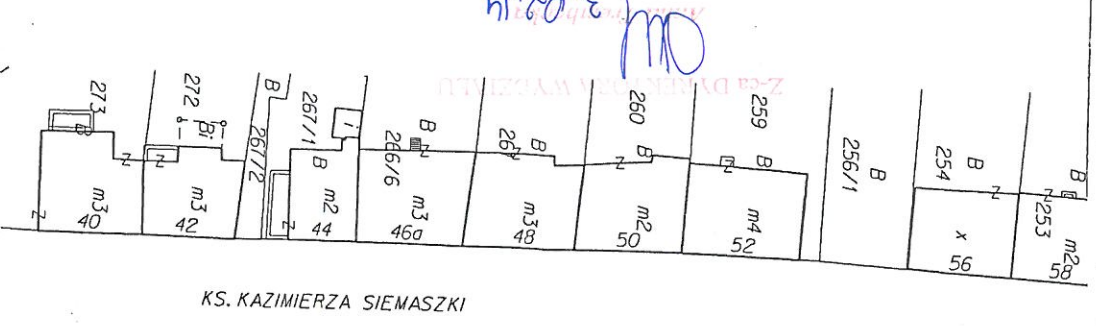 Z-ca DYREKTORA WYDZIAŁU
273
272
Bi
B
267/2
267/1
i
B
B
266/6
B
26
B
260
B
259
B
B
256/1
B
254
B
253
B
z
z
z
z
z
z
z
z
z
z
m3
40
m3
42
m2
44
m3
46a
m3
48
m2
50
m4
52
x
56
m2
58
KS. KAZIMIERZA SIEMASZKI